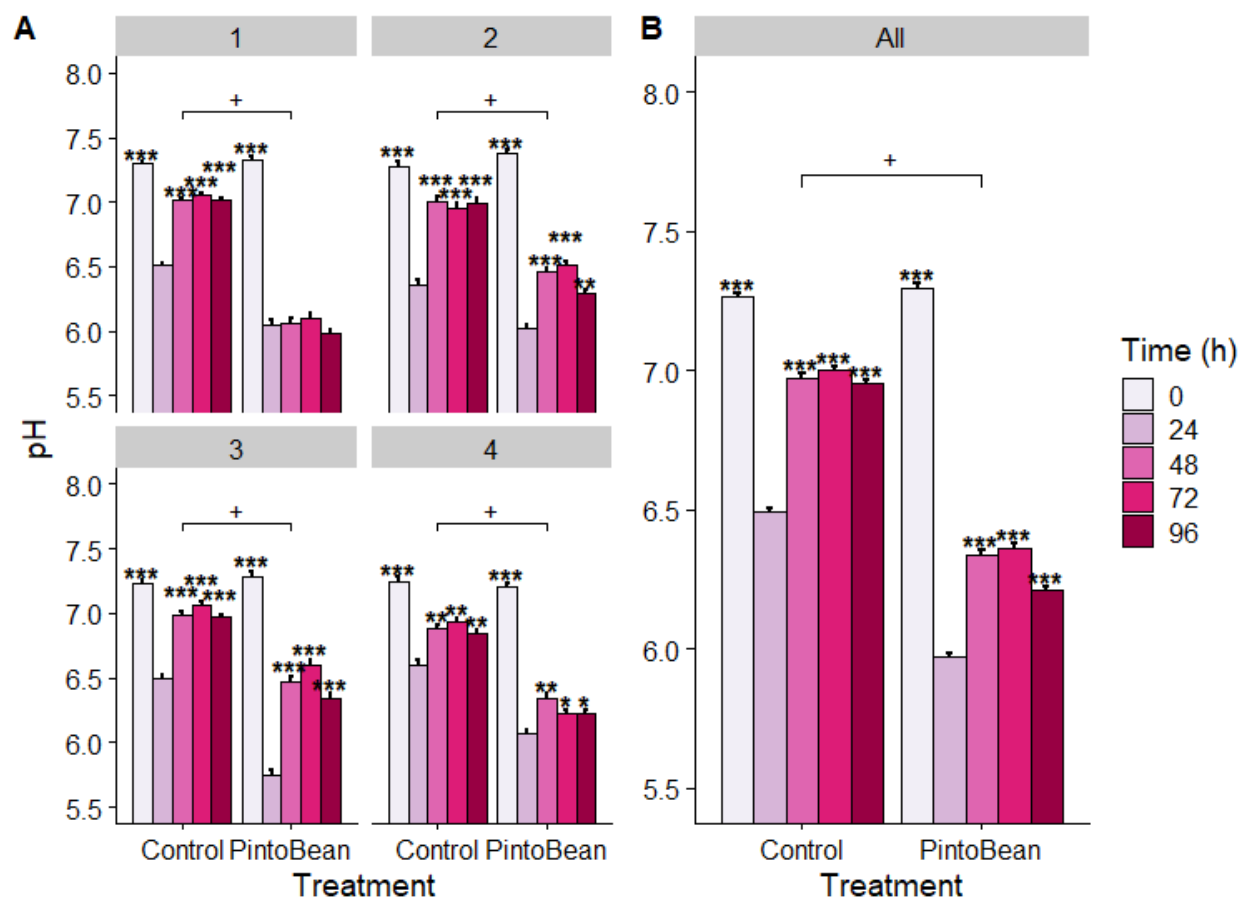 A
1
2
8.0
7.5
7.0
6.5
6.0
5.5
+
*** *** *** *** ***
+
*** *** *** *** *** *** *** **
pH
3
4
8.0
7.5
7.0
6.5
6.0
5.5
+
*** *** *** *** *** *** *** ***
+
*** ** ** ** *** ** * *
Control PintoBean
Control PintoBean
Treatment
B
All
8.0
7.5
7.0
6.5
6.0
5.5
+
*** *** *** *** *** *** *** ***
Control PintoBean
Treatment
Time (h)
0
24
48
72
96